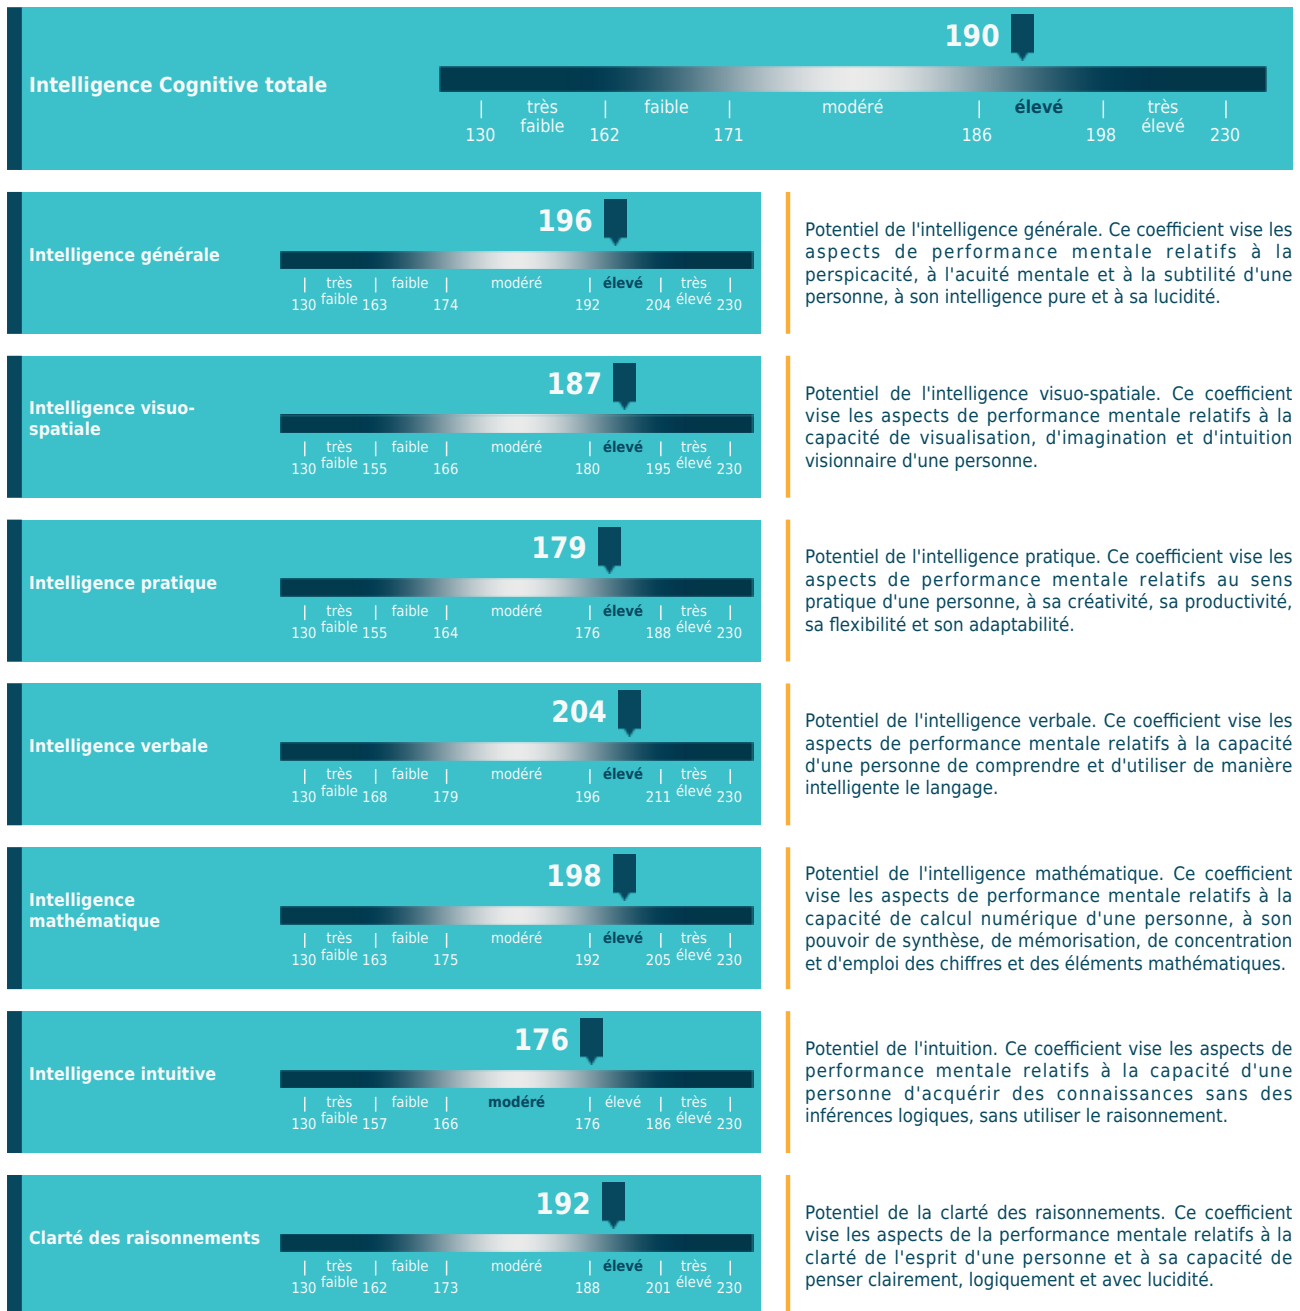 190
Intelligence Cognitive totale
| très | faible | modéré | élevé | très |
faible élevé
130 162 171 186 198 230
196
Intelligence générale
| très | faible | modéré | élevé | très |
faible élevé
130 163 174 192 204 230
Potentiel de l'intelligence générale. Ce coefficient vise les
aspects de performance mentale relatifs à la
perspicacité, à l'acuité mentale et à la subtilité d'une
personne, à son intelligence pure et à sa lucidité.
187
Intelligence visuo-
spatiale
| très | faible | modéré | élevé | très |
faible élevé
130 155 166 180 195 230
Potentiel de l'intelligence visuo-spatiale. Ce coefficient
vise les aspects de performance mentale relatifs à la
capacité de visualisation, d'imagination et d'intuition
visionnaire d'une personne.
179
Intelligence pratique
| très | faible | modéré | élevé | très |
faible élevé
130 155 164 176 188 230
Potentiel de l'intelligence pratique. Ce coefficient vise les
aspects de performance mentale relatifs au sens
pratique d'une personne, à sa créativité, sa productivité,
sa flexibilité et son adaptabilité.
204
Intelligence verbale
| très | faible | modéré | élevé | très |
faible élevé
130 168 179 196 211 230
Potentiel de l'intelligence verbale. Ce coefficient vise les
aspects de performance mentale relatifs à la capacité
d'une personne de comprendre et d'utiliser de manière
intelligente le langage.
198
Intelligence
mathématique
| très | faible | modéré | élevé | très |
faible élevé
130 163 175 192 205 230
Potentiel de l'intelligence mathématique. Ce coefficient
vise les aspects de performance mentale relatifs à la
capacité de calcul numérique d'une personne, à son
pouvoir de synthèse, de mémorisation, de concentration
et d'emploi des chiffres et des éléments mathématiques.
176
Intelligence intuitive
| très | faible | modéré | élevé | très |
faible élevé
130 157 166 176 186 230
Potentiel de l'intuition. Ce coefficient vise les aspects de
performance mentale relatifs à la capacité d'une
personne d'acquérir des connaissances sans des
inférences logiques, sans utiliser le raisonnement.
192
Clarté des raisonnements
| très | faible | modéré | élevé | très |
faible élevé
130 162 173 188 201 230
Potentiel de la clarté des raisonnements. Ce coefficient
vise les aspects de la performance mentale relatifs à la
clarté de l'esprit d'une personne et à sa capacité de
penser clairement, logiquement et avec lucidité.